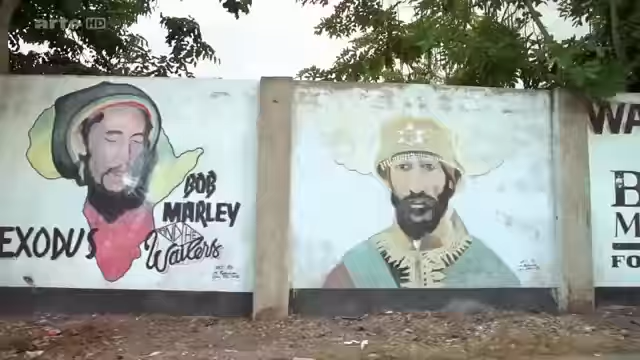 arte HD
EXODUS
BOB
MARLEY
AND THE
Wailers
WA
B
M
FO